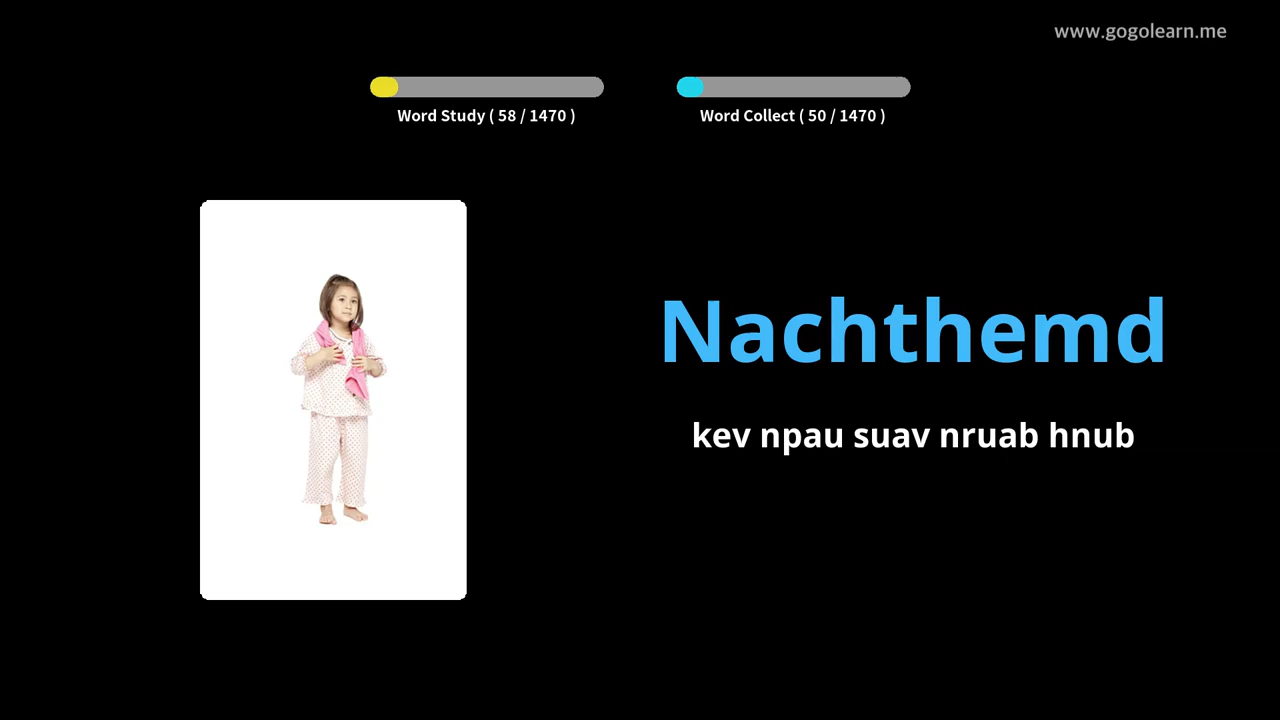 www.gogolearn.me
Word Study ( 58 / 1470 )
Word Collect ( 50 / 1470 )
Nachthemd
kev npau suav nruab hnub